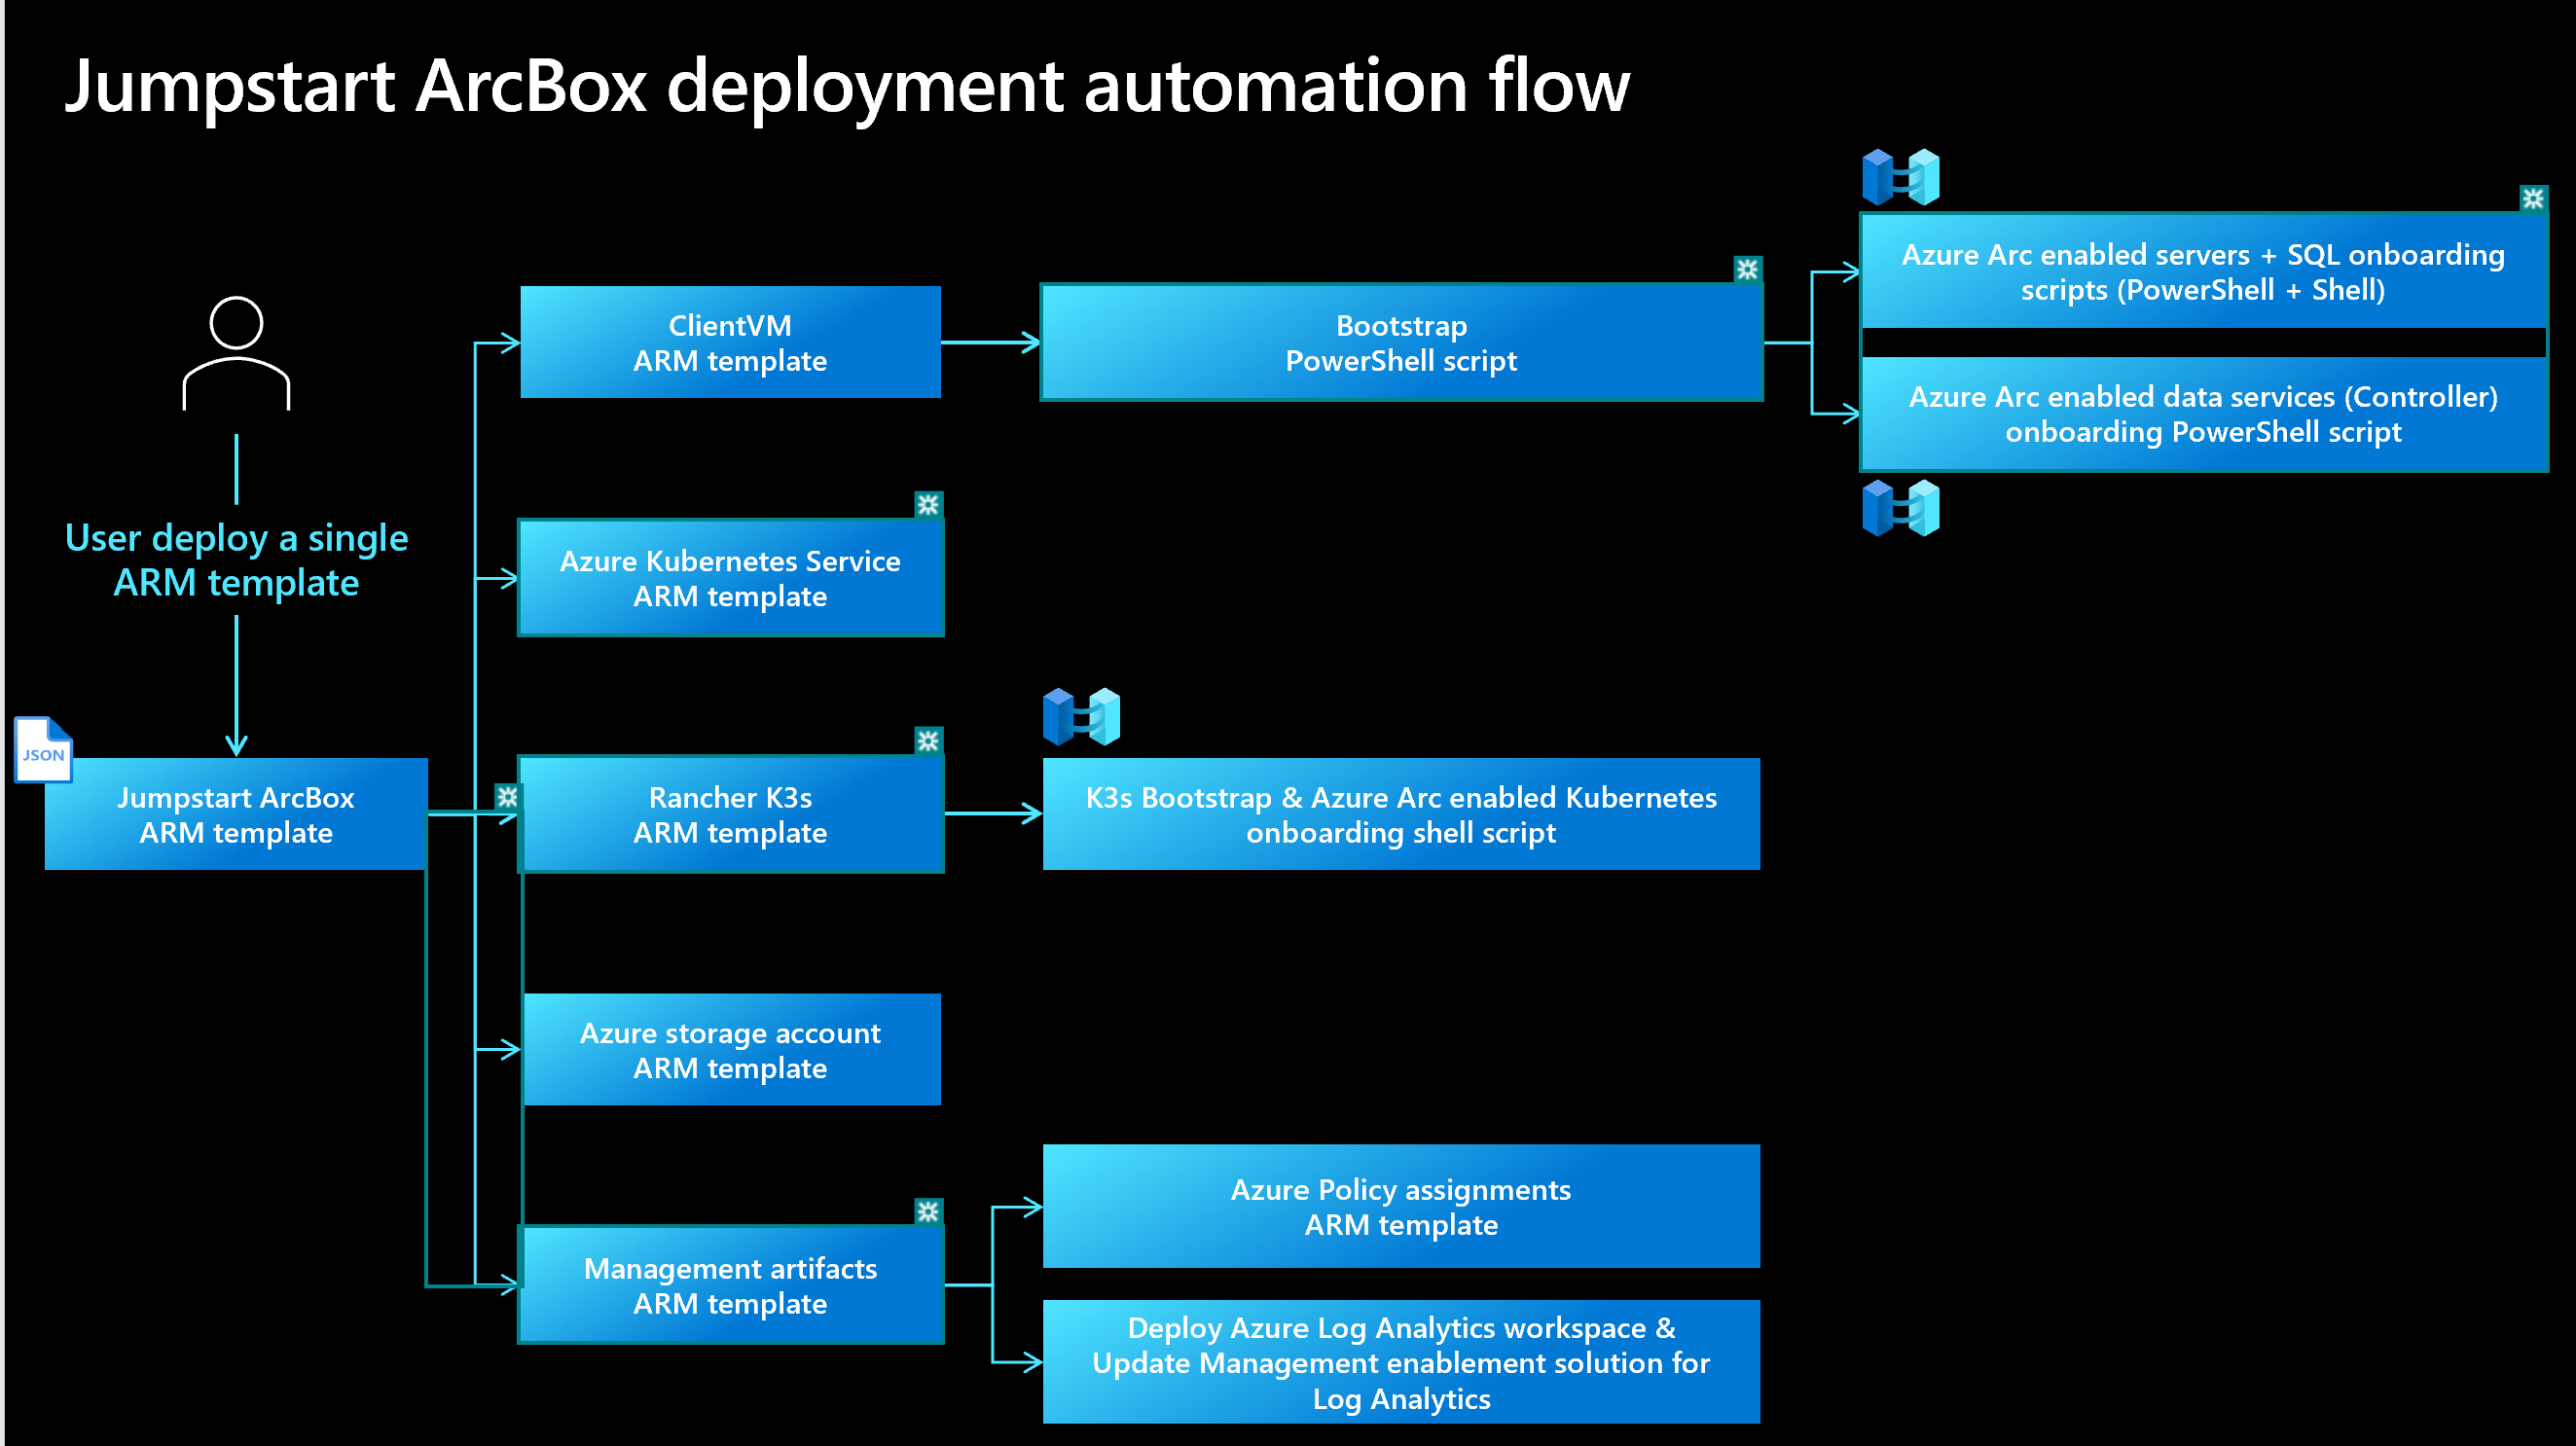 Jumpstart ArcBox deployment automation flow
User deploy a single
ARM template
JSON
Jumpstart ArcBox
ARM template
ClientVM
ARM template
Bootstrap
PowerShell script
Azure Arc enabled servers + SQL onboarding
scripts (PowerShell + Shell)
Azure Arc enabled data services (Controller)
onboarding PowerShell script
Azure Kubernetes Service
ARM template
Rancher K3s
ARM template
K3s Bootstrap & Azure Arc enabled Kubernetes
onboarding shell script
Azure storage account
ARM template
Management artifacts
ARM template
Azure Policy assignments
ARM template
Deploy Azure Log Analytics workspace &
Update Management enablement solution for
Log Analytics